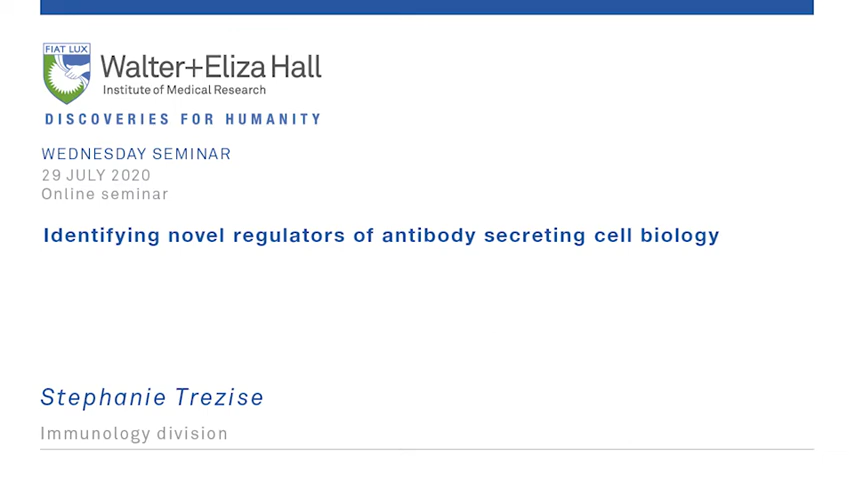 FIAT LUX
Walter+Eliza Hall
Institute of Medical Research
DISCOVERIES FOR HUMANITY
WEDNESDAY SEMINAR
29 JULY 2020
Online seminar
Identifying novel regulators of antibody secreting cell biology
Stephanie Trezise
Immunology division